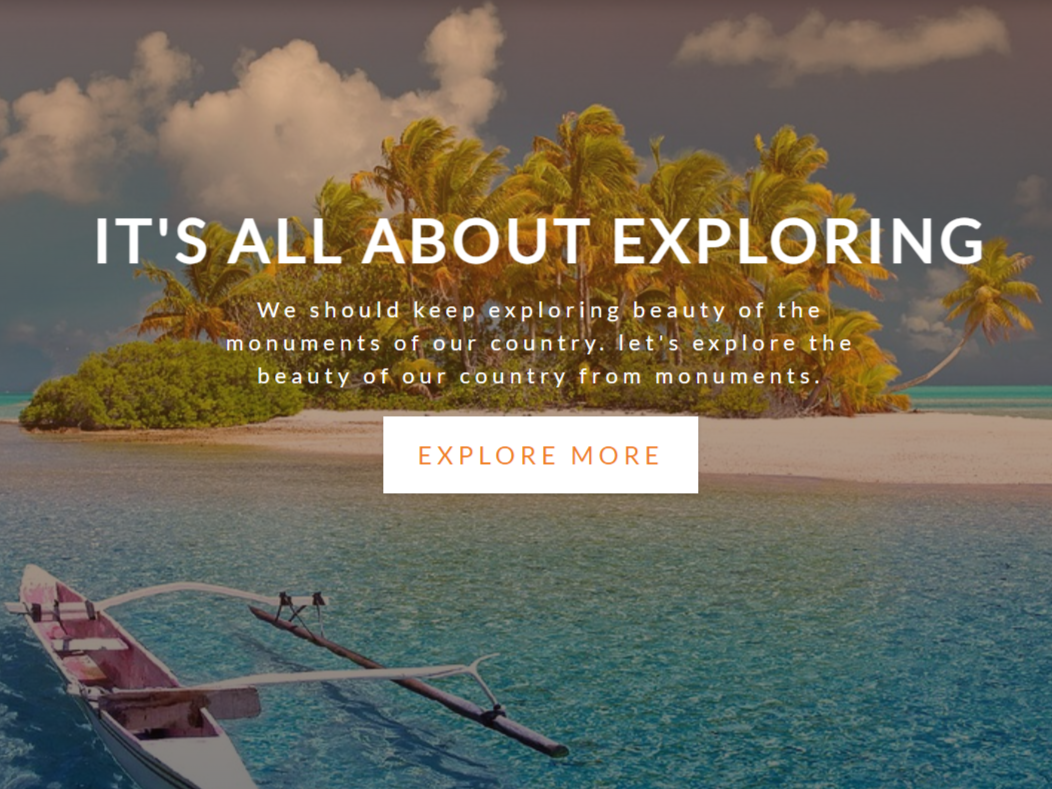 IT'S ALL ABOUT EXPLORING
We should keep exploring beauty of the
monuments of our country. let's explore the
beauty of our country from monuments.
EXPLORE MORE